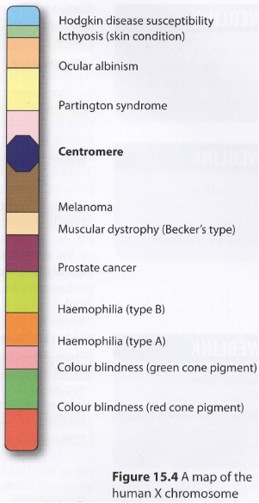 Hodgkin disease susceptibility
Icthyosis (skin condition)
Ocular albinism
Partington syndrome
Centromere
Melanoma
Muscular dystrophy (Becker's type)
Prostate cancer
Haemophilia (type B)
Haemophilia (type A)
Colour blindness (green cone pigment)
Colour blindness (red cone pigment)
Figure 15.4 A map of the
human X chromosome